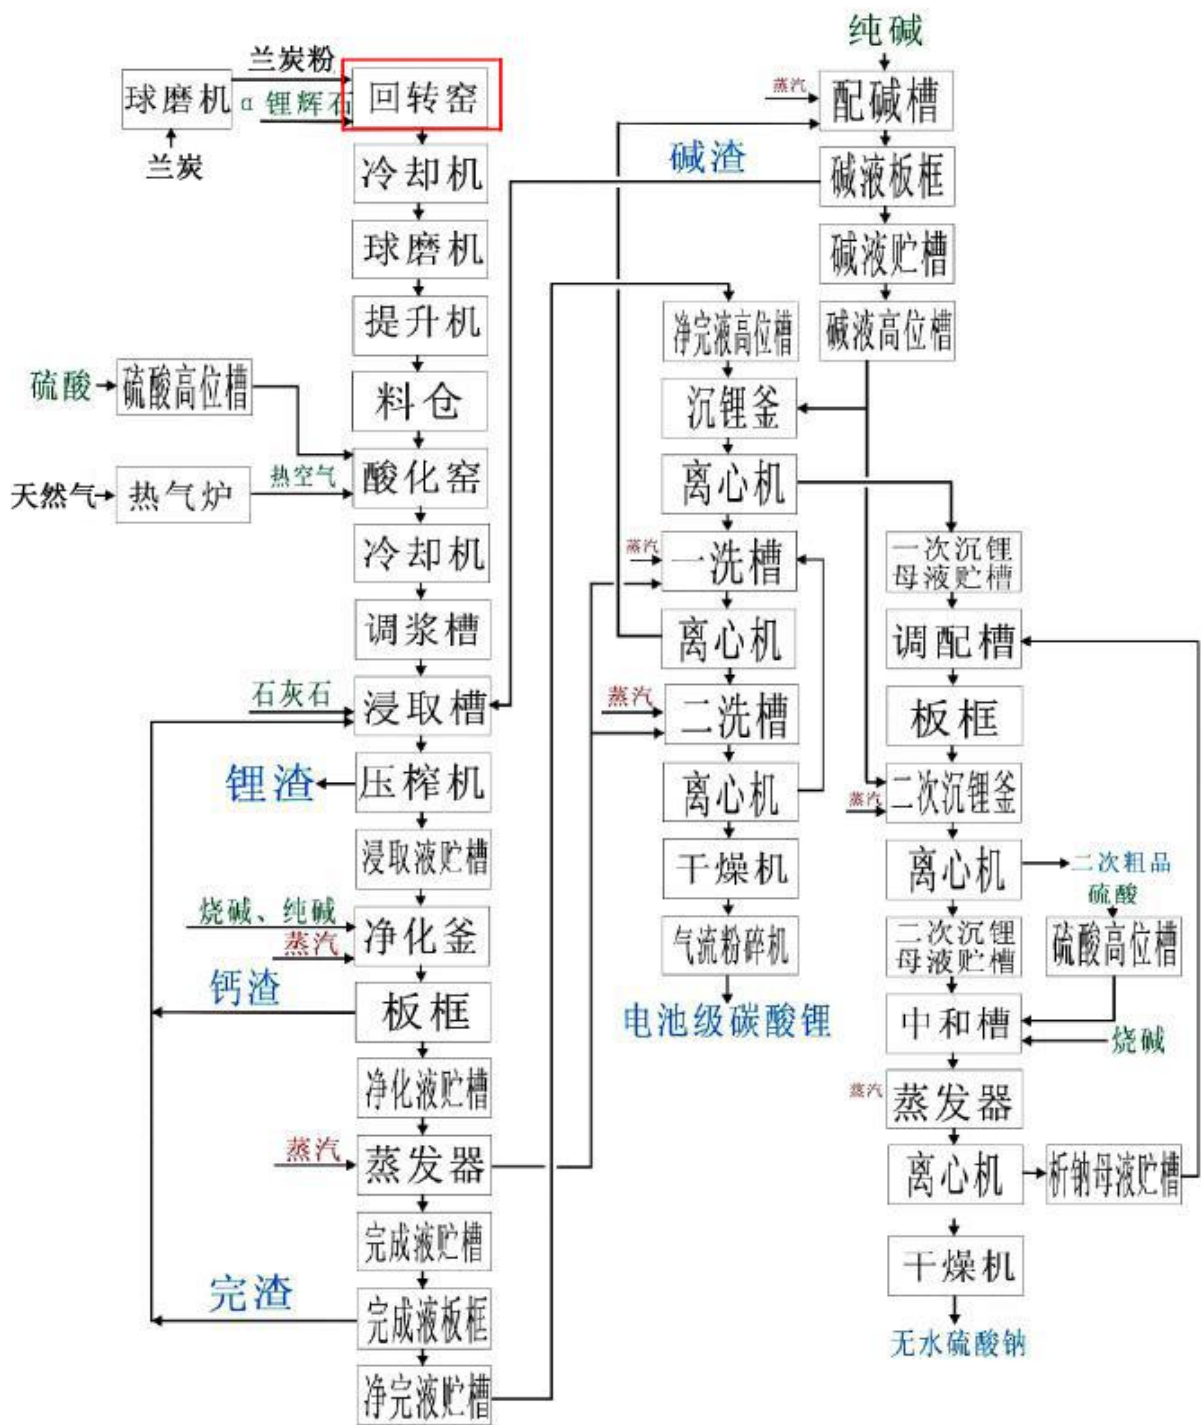 兰炭粉
球磨机
α锂辉石
回转窑
兰炭
冷却机
球磨机
提升机
硫酸
硫酸高位槽
料仓
天然气
热气炉
热空气
酸化窑
冷却机
调浆槽
石灰石
浸取槽
锂渣
压榨机
浸取液贮槽
烧碱、纯碱
蒸汽
净化釜
钙渣
板框
净化液贮槽
蒸汽
蒸发器
完成液贮槽
完渣
完成液板框
净完液贮槽
纯碱
蒸汽
配碱槽
碱渣
碱液板框
碱液贮槽
碱液高位槽
净完液高位槽
沉锂釜
离心机
蒸汽
一洗槽
离心机
蒸汽
二洗槽
离心机
干燥机
气流粉碎机
电池级碳酸锂
一次沉锂
母液贮槽
调配槽
板框
蒸汽
二次沉锂釜
离心机
二次粗品
硫酸
二次沉锂
母液贮槽
硫酸高位槽
中和槽
烧碱
蒸汽
蒸发器
离心机
析钠母液贮槽
干燥机
无水硫酸钠